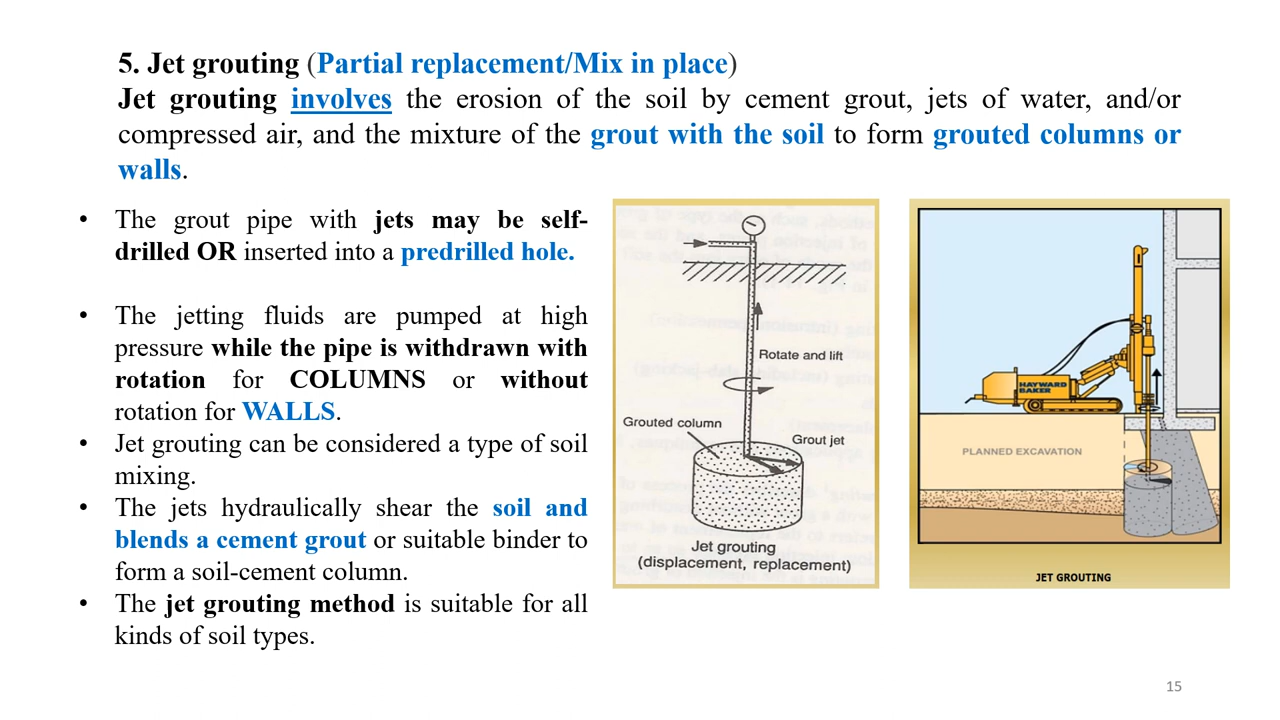 5. Jet grouting (Partial replacement/Mix in place)
Jet grouting involves the erosion of the soil by cement grout, jets of water, and/or
compressed air, and the mixture of the grout with the soil to form grouted columns or
walls.
• The grout pipe with jets may be self-
drilled OR inserted into a predrilled hole.
• The jetting fluids are pumped at high
pressure while the pipe is withdrawn with
rotation for COLUMNS or without
rotation for WALLS.
• Jet grouting can be considered a type of soil
mixing.
• The jets hydraulically shear the soil and
blends a cement grout or suitable binder to
form a soil-cement column.
• The jet grouting method is suitable for all
kinds of soil types.
Rotate and lift
Grouted column
Grout jet
Jet grouting
(displacement, replacement)
HAYWARD
BAKER
PLANNED EXCAVATION
JET GROUTING
15